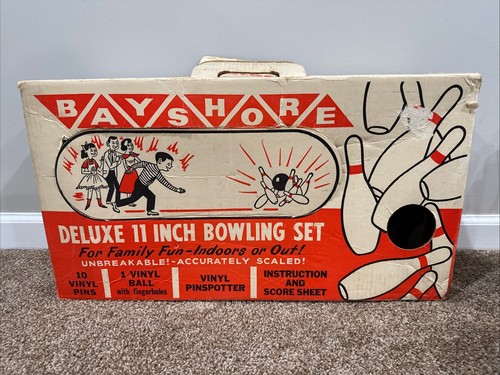 BAYSHORE
DELUXE 11 INCH BOWLING SET
For Family Fun-Indoors or Out!
UNBREAKABLE!-ACCURATELY SCALED!
10 VINYL PINS
1 VINYL BALL with fingerholes
VINYL PINSPOTTER
INSTRUCTION AND SCORE SHEET